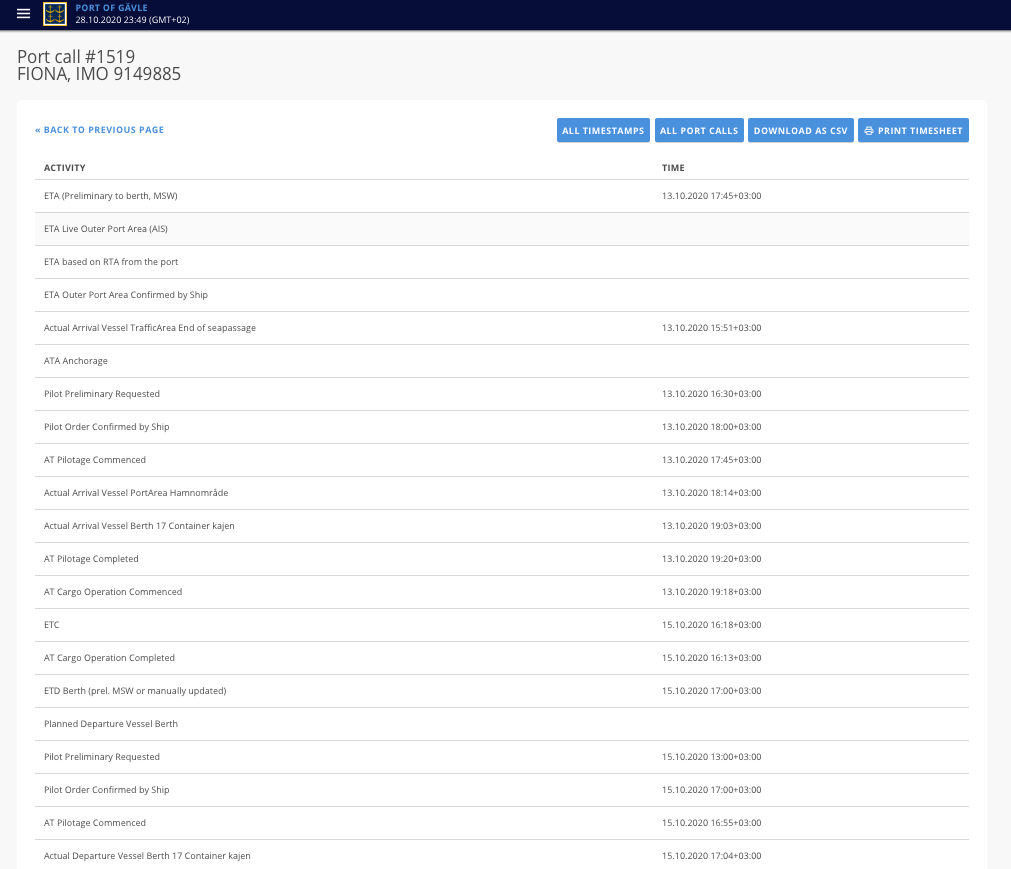 PORT OF GÄVLE
28.10.2020 23:49 (GMT+02)
Port call #1519
FIONA, IMO 9149885
« BACK TO PREVIOUS PAGE
ALL TIMESTAMPS
ALL PORT CALLS
DOWNLOAD AS CSV
PRINT TIMESHEET
ACTIVITY TIME
ETA (Preliminary to berth, MSW) 13.10.2020 17:45+03:00
ETA Live Outer Port Area (AIS)
ETA based on RTA from the port
ETA Outer Port Area Confirmed by Ship
Actual Arrival Vessel TrafficArea End of seapassage 13.10.2020 15:51+03:00
ATA Anchorage
Pilot Preliminary Requested 13.10.2020 16:30+03:00
Pilot Order Confirmed by Ship 13.10.2020 18:00+03:00
AT Pilotage Commenced 13.10.2020 17:45+03:00
Actual Arrival Vessel PortArea Hamnområde 13.10.2020 18:14+03:00
Actual Arrival Vessel Berth 17 Container kajen 13.10.2020 19:03+03:00
AT Pilotage Completed 13.10.2020 19:20+03:00
AT Cargo Operation Commenced 13.10.2020 19:18+03:00
ETC 15.10.2020 16:18+03:00
AT Cargo Operation Completed 15.10.2020 16:13+03:00
ETD Berth (prel. MSW or manually updated) 15.10.2020 17:00+03:00
Planned Departure Vessel Berth
Pilot Preliminary Requested 15.10.2020 13:00+03:00
Pilot Order Confirmed by Ship 15.10.2020 17:00+03:00
AT Pilotage Commenced 15.10.2020 16:55+03:00
Actual Departure Vessel Berth 17 Container kajen 15.10.2020 17:04+03:00